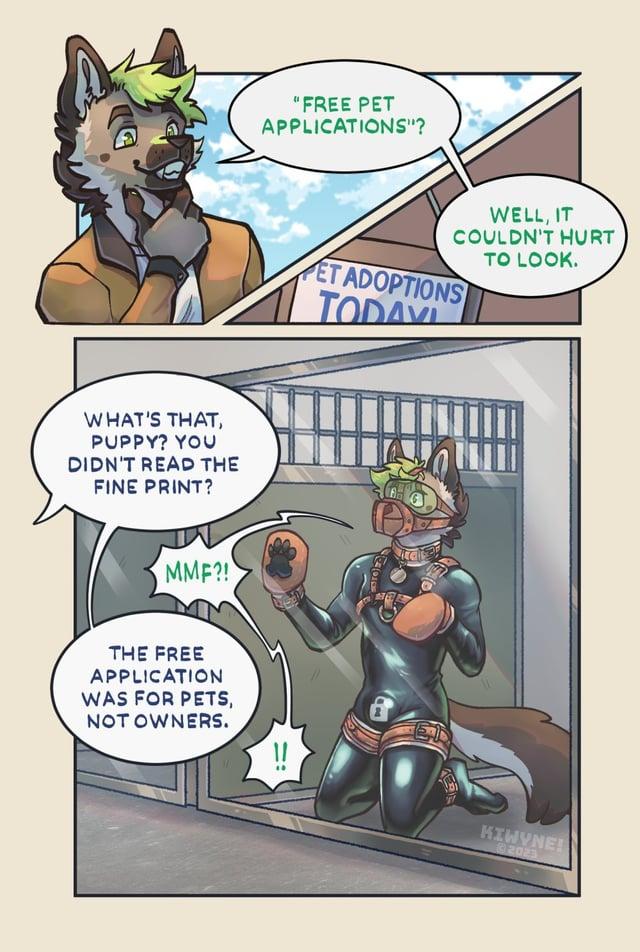 "FREE PET
APPLICATIONS"?
WELL, IT
COULDN'T HURT
TO LOOK.
PET ADOPTIONS
TODAY!
WHAT'S THAT,
PUPPY? YOU
DIDN'T READ THE
FINE PRINT?
MMF?!
THE FREE
APPLICATION
WAS FOR PETS,
NOT OWNERS.
!!
KIWYNE!
©2023